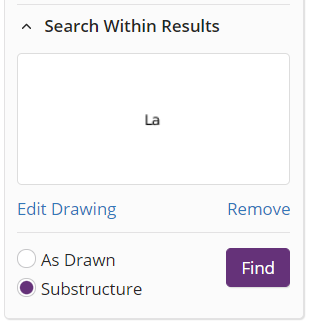 Search Within Results
La
Edit Drawing Remove
As Drawn
Find
Substructure